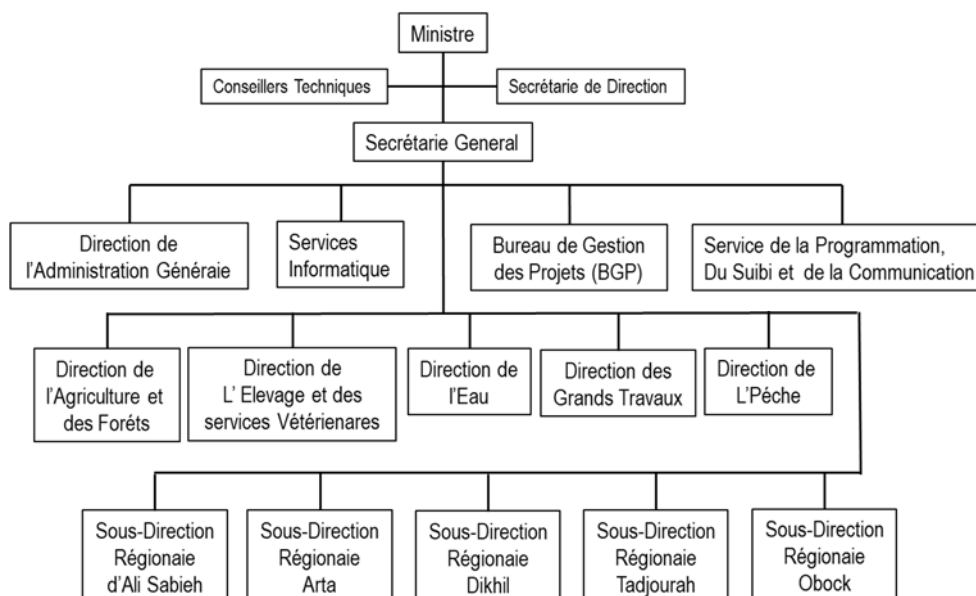 Ministre
Conseillers Techniques
Secrétarie de Direction
Secrétarie General
Direction de
l'Administration Généraie
Services
Informatique
Bureau de Gestion
des Projets (BGP)
Service de la Programmation,
Du Suibi et de la Communication
Direction de
l'Agriculture et
des Foréts
Direction de
L' Elevage et des
services Vétérienares
Direction de
l'Eau
Direction des
Grands Travaux
Direction de
L'Péche
Sous-Direction
Régionaie
d'Ali Sabieh
Sous-Direction
Régionaie
Arta
Sous-Direction
Régionaie
Dikhil
Sous-Direction
Régionaie
Tadjourah
Sous-Direction
Régionaie
Obock